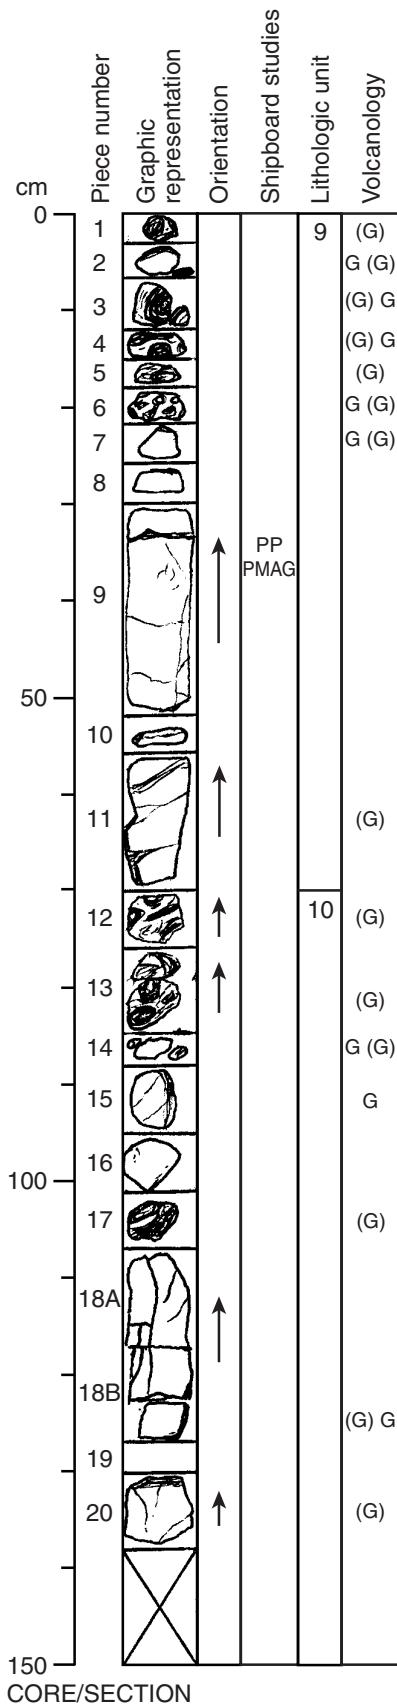 cm
Piece number
Graphic
representation
Orientation
Shipboard studies
Lithologic unit
Volcanology
0
1
9
(G)
2
G (G)
3
(G) G
4
(G) G
5
(G)
6
G (G)
7
G (G)
8
PP
PMAG
9
50
10
11
(G)
12
10
(G)
13
(G)
14
G (G)
15
G
16
100
17
(G)
18A
18B
(G) G
19
20
(G)
150
CORE/SECTION